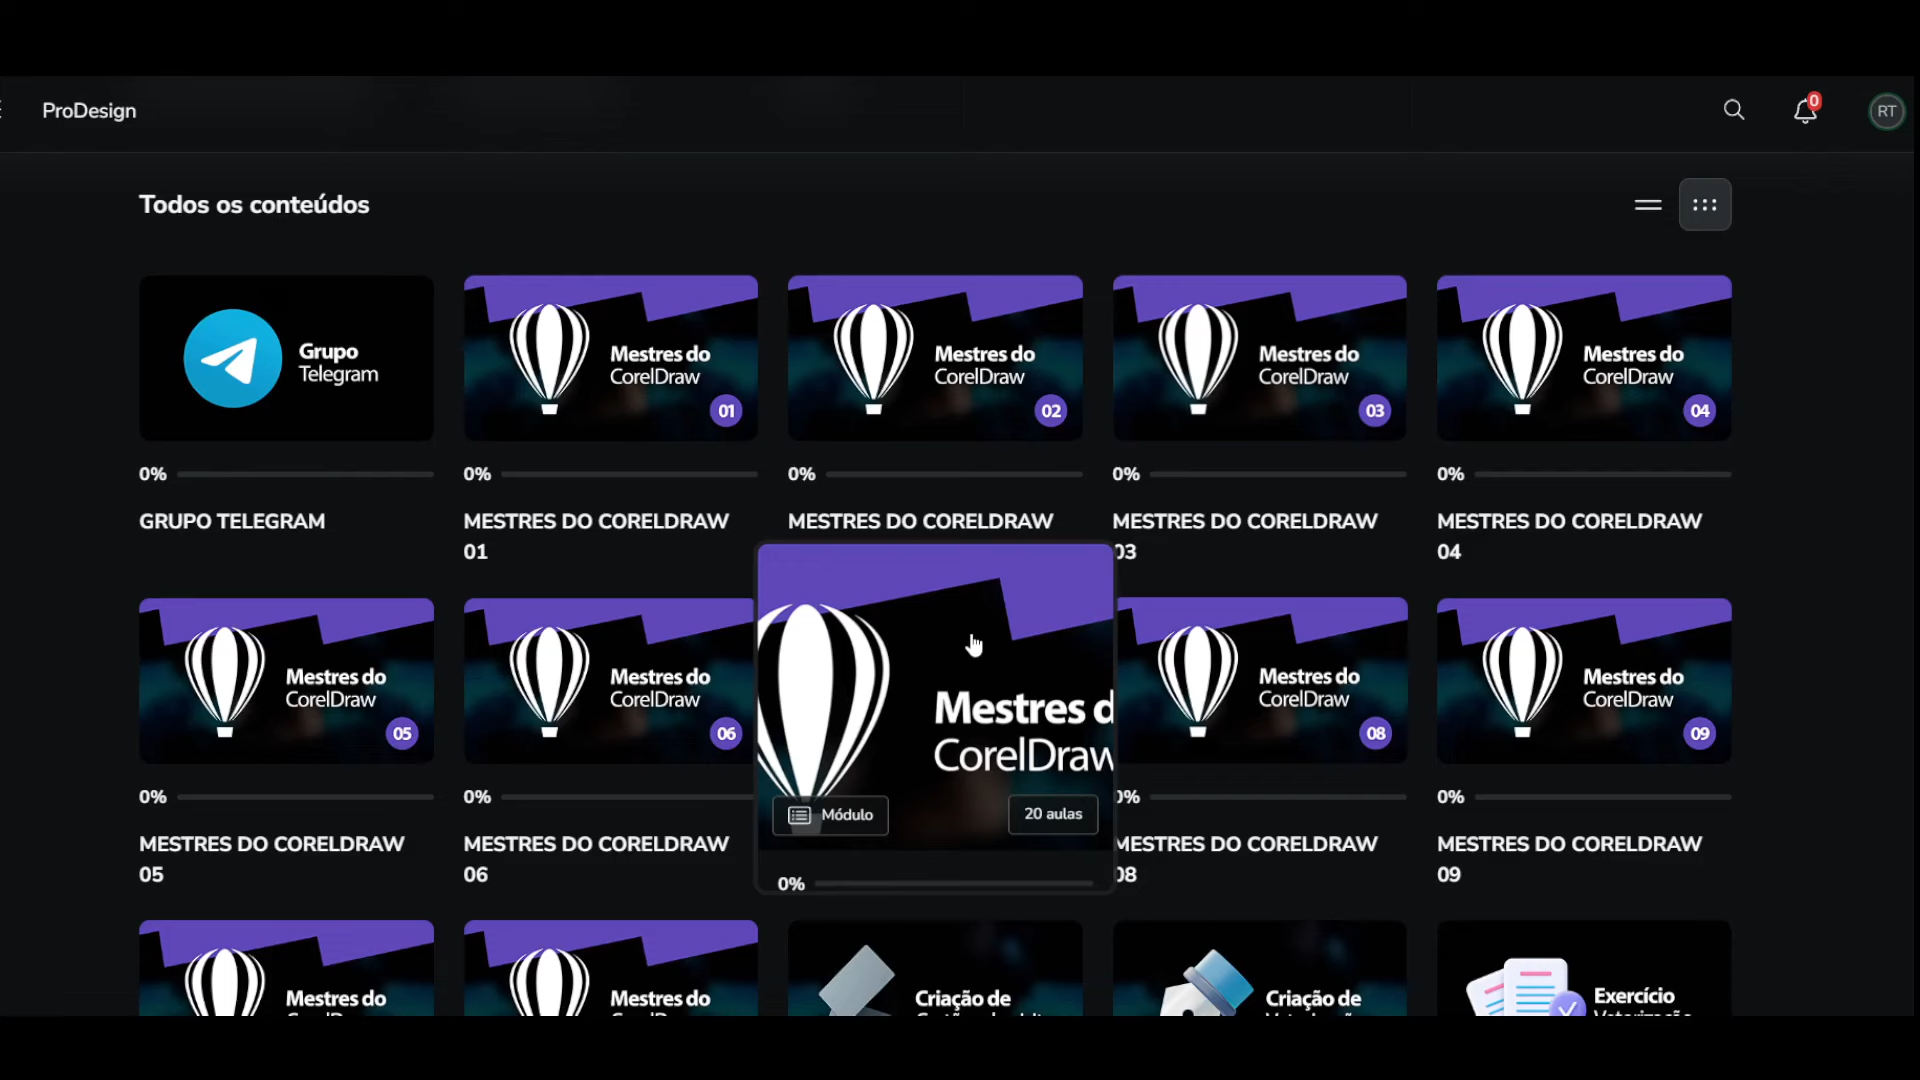 ProDesign
0
RT
Todos os conteúdos
Grupo
Telegram
Mestres do
CorelDraw
01
Mestres do
CorelDraw
02
Mestres do
CorelDraw
03
Mestres do
CorelDraw
04
0%
0%
0%
0%
0%
GRUPO TELEGRAM
MESTRES DO CORELDRAW
01
MESTRES DO CORELDRAW
MESTRES DO CORELDRAW
03
MESTRES DO CORELDRAW
04
Mestres do
CorelDraw
05
Mestres do
CorelDraw
06
Mestres d
CorelDraw
Módulo
20 aulas
0%
Mestres do
CorelDraw
08
Mestres do
CorelDraw
09
0%
0%
0%
0%
MESTRES DO CORELDRAW
05
MESTRES DO CORELDRAW
06
MESTRES DO CORELDRAW
08
MESTRES DO CORELDRAW
09
Mestres do
Mestres do
Criação de
Criação de
Exercício